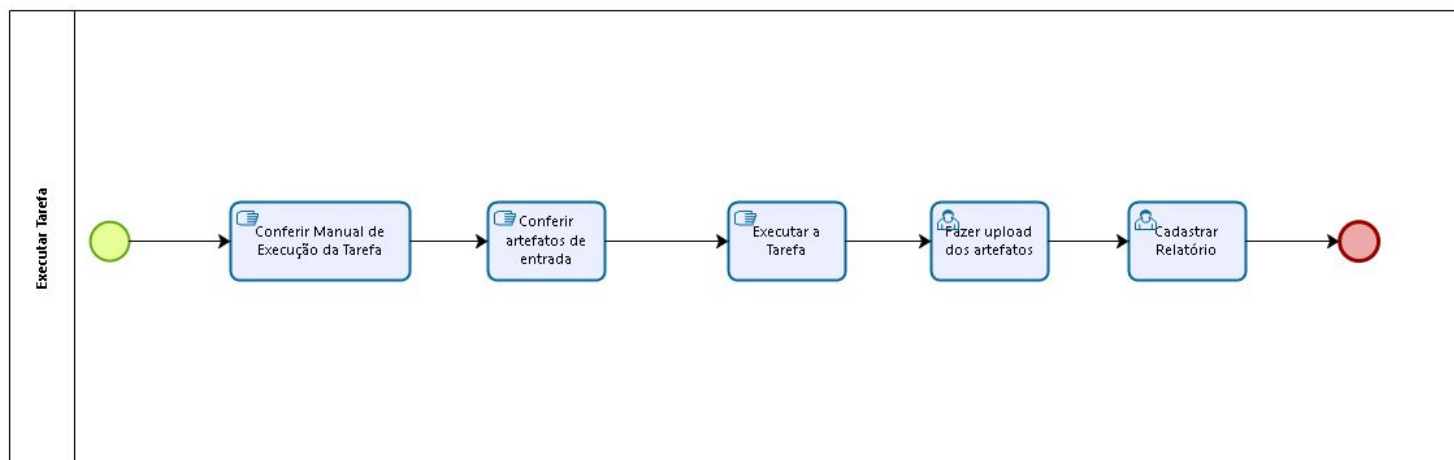 Executar Tarefa
Conferir Manual de
Execução da Tarefa
Conferir
artefatos de
entrada
Executar a
Tarefa
Fazer upload
dos artefatos
Cadastrar
Relatório